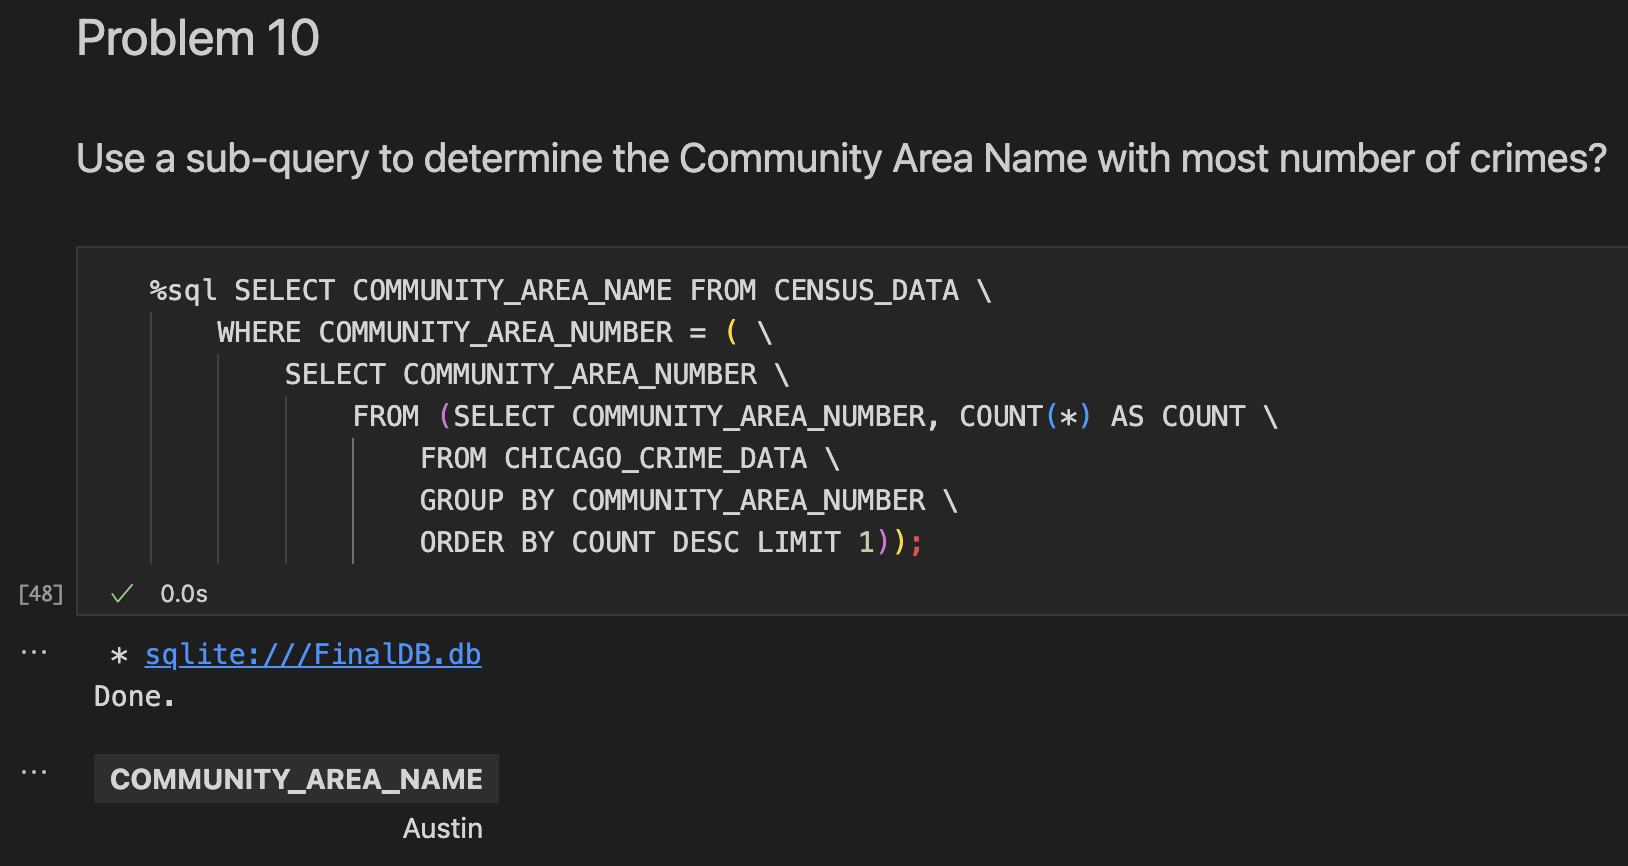 Problem 10
Use a sub-query to determine the Community Area Name with most number of crimes?
%sql SELECT COMMUNITY_AREA_NAME FROM CENSUS_DATA \
WHERE COMMUNITY_AREA_NUMBER = ( \
SELECT COMMUNITY_AREA_NUMBER \
FROM (SELECT COMMUNITY_AREA_NUMBER, COUNT(*) AS COUNT \
FROM CHICAGO_CRIME_DATA \
GROUP BY COMMUNITY_AREA_NUMBER \
ORDER BY COUNT DESC LIMIT 1));
[48] ✓ 0.0s
... * sqlite:///FinalDB.db
Done.
... COMMUNITY_AREA_NAME
Austin